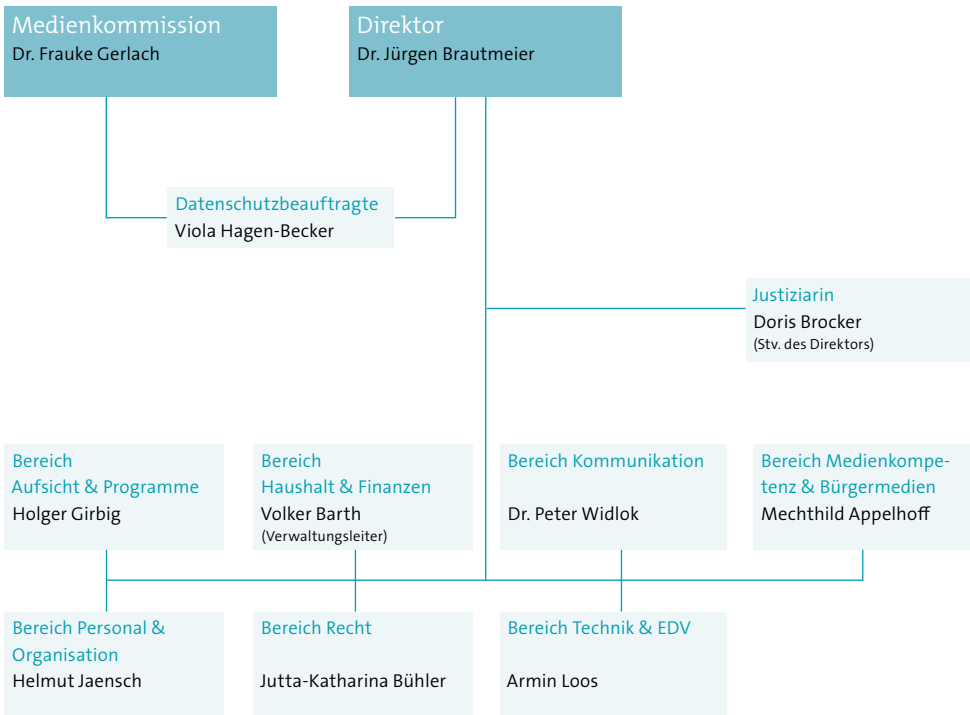 Medienkommission
Dr. Frauke Gerlach
Direktor
Dr. Jürgen Brautmeier
Datenschutzbeauftragte
Viola Hagen-Becker
Justiziarin
Doris Brocker
(Stv. des Direktors)
Bereich
Aufsicht & Programme
Holger Girbig
Bereich
Haushalt & Finanzen
Volker Barth
(Verwaltungsleiter)
Bereich Kommunikation
Dr. Peter Widlok
Bereich Medienkompe-
tenz & Bürgermedien
Mechthild Appelhoff
Bereich Personal &
Organisation
Helmut Jaensch
Bereich Recht
Jutta-Katharina Bühler
Bereich Technik & EDV
Armin Loos